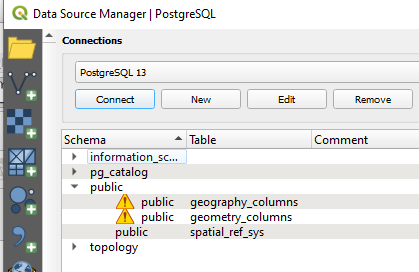 Data Source Manager | PostgreSQL
Connections
PostgreSQL 13
Connect New Edit Remove
Schema Table Comment
information_sc...
pg_catalog
public
public geography_columns
public geometry_columns
public spatial_ref_sys
topology